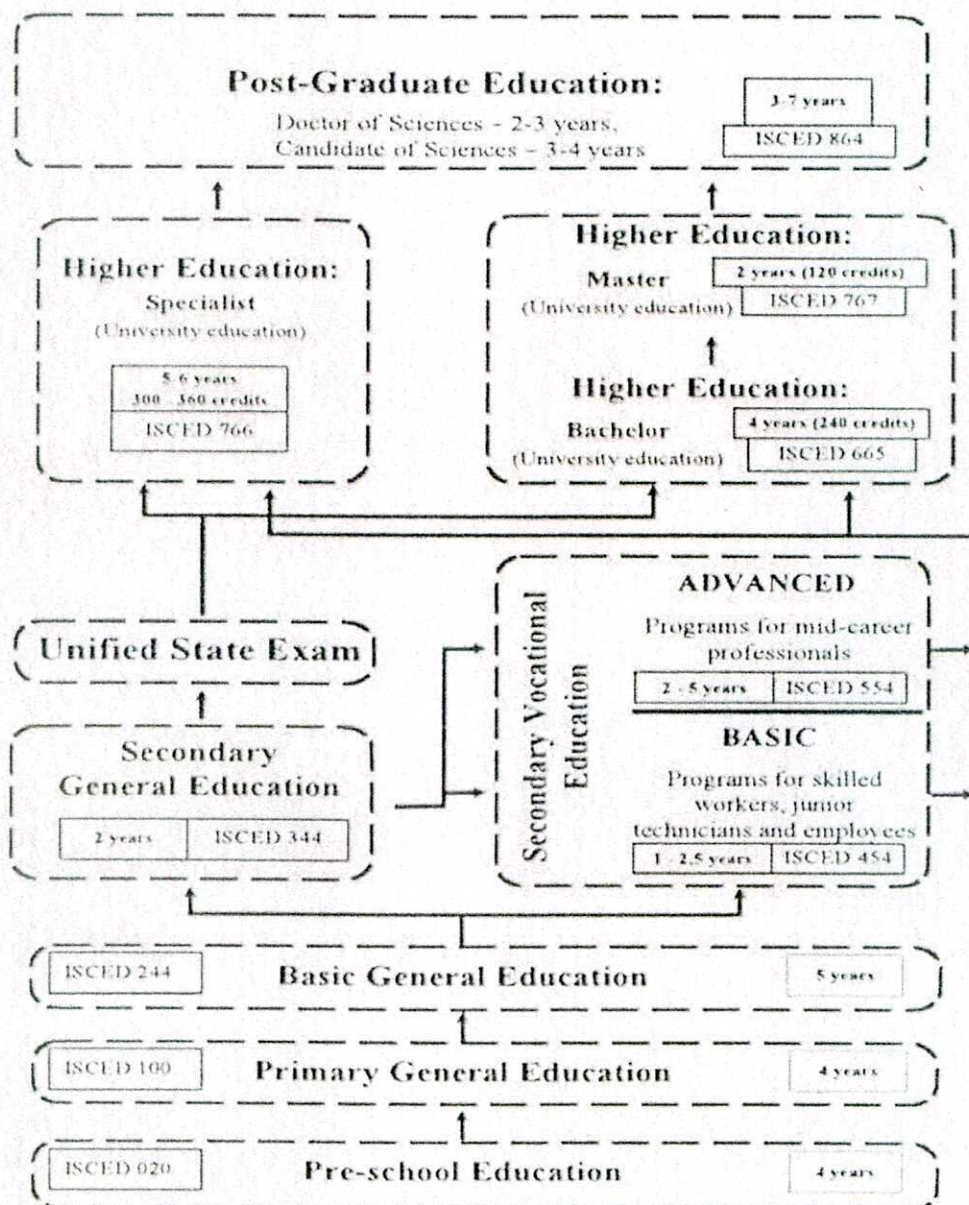 Post-Graduate Education:
Doctor of Sciences – 2-3 years,
Candidate of Sciences – 3-4 years
3-7 years
ISCED 864
Higher Education:
Specialist
(University education)
5-6 years
300 - 360 credits
ISCED 766
Higher Education:
Master
(University education)
2 years (120 credits)
ISCED 767
Higher Education:
Bachelor
(University education)
4 years (240 credits)
ISCED 665
Unified State Exam
Secondary
General Education
2 years
ISCED 344
Secondary Vocational
Education
ADVANCED
Programs for mid-career
professionals
2 - 5 years
ISCED 554
BASIC
Programs for skilled
workers, junior
technicians and employees
1 - 2,5 years
ISCED 454
ISCED 244
Basic General Education
5 years
ISCED 100
Primary General Education
4 years
ISCED 020
Pre-school Education
4 years